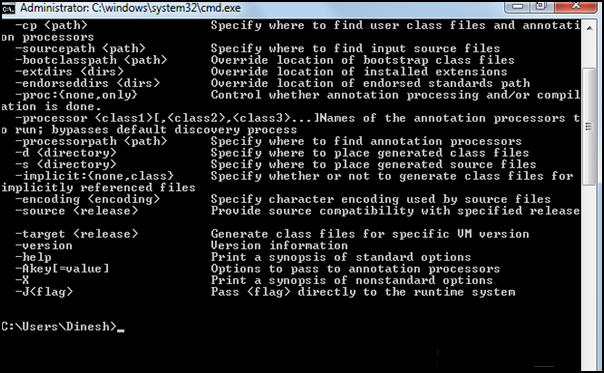 Administrator: C:\windows\system32\cmd.exe
-cp <path>                 Specify where to find user class files and annotati
on processors
-sourcepath <path>         Specify where to find input source files
-bootclasspath <path>      Override location of bootstrap class files
-extdirs <dirs>            Override location of installed extensions
-endorseddirs <dirs>       Override location of endorsed standards path
-proc:{none,only}          Control whether annotation processing and/or compil
ation is done.
-processor <class1>[,<class2>,<class3>...]Names of the annotation processors t
o run; bypasses default discovery process
-processorpath <path>      Specify where to find annotation processors
-d <directory>             Specify where to place generated class files
-s <directory>             Specify where to place generated source files
-implicit:{none,class}     Specify whether or not to generate class files for
implicitly referenced files
-encoding <encoding>       Specify character encoding used by source files
-source <release>          Provide source compatibility with specified release
-target <release>          Generate class files for specific VM version
-version                   Version information
-help                      Print a synopsis of standard options
-Akey[=value]              Options to pass to annotation processors
-X                         Print a synopsis of nonstandard options
-J<flag>                   Pass <flag> directly to the runtime system
C:\Users\Dinesh>_